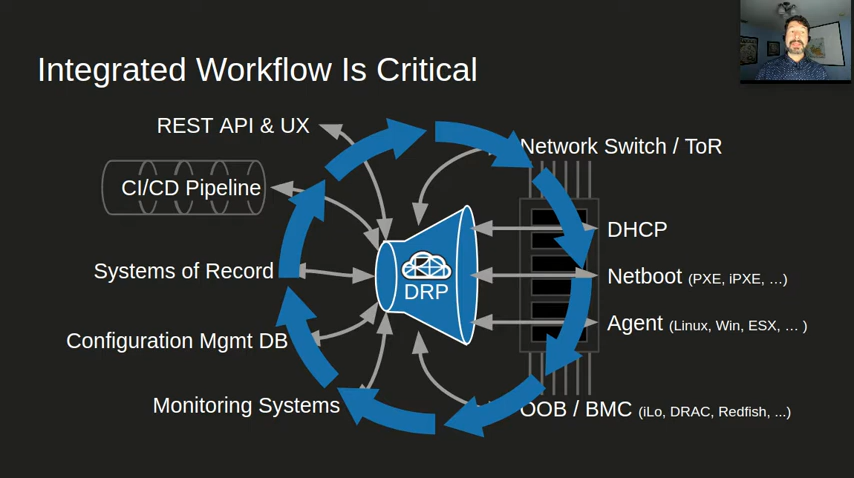 Integrated Workflow Is Critical
REST API & UX
CI/CD Pipeline
Systems of Record
Configuration Mgmt DB
Monitoring Systems
DRP
Network Switch / ToR
DHCP
Netboot (PXE, iPXE, …)
Agent (Linux, Win, ESX, … )
OOB / BMC (iLo, DRAC, Redfish, ...)